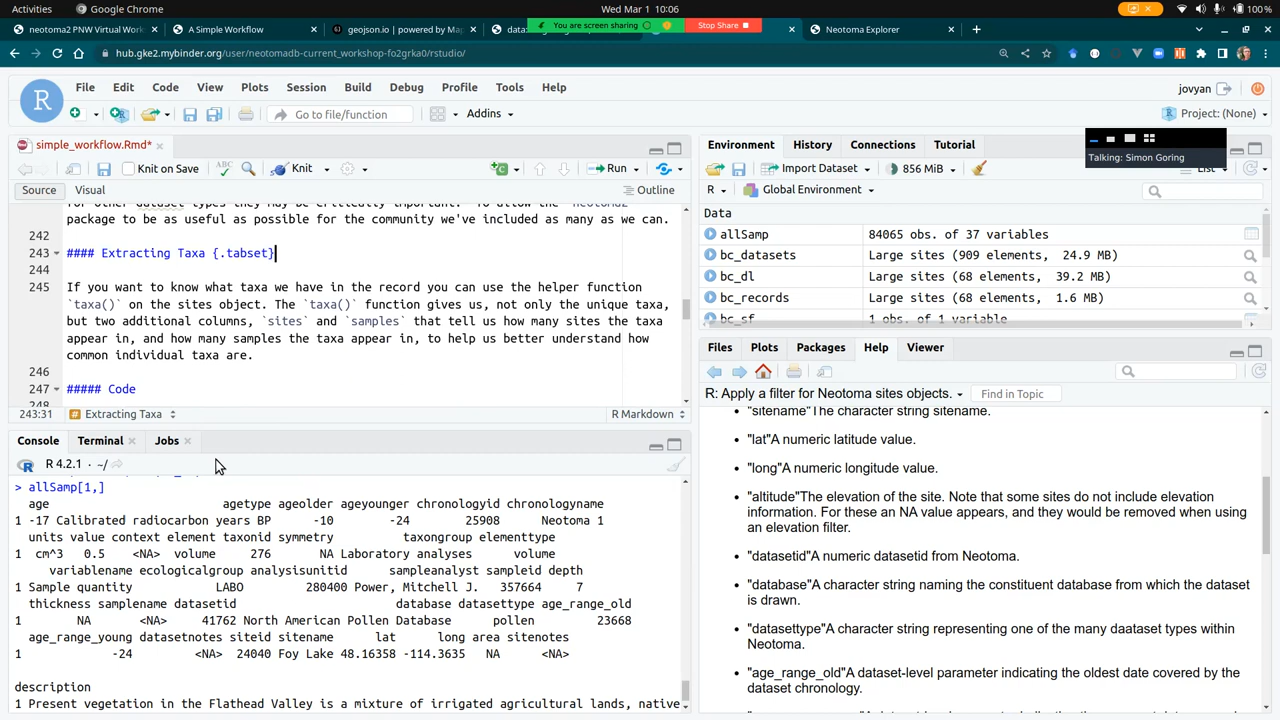 Activities Google Chrome Wed Mar 1 10:06 100 %
neotoma2 PNW Virtual Work A Simple Workflow geojson.io | powered by Ma data: Neotoma Explorer
You are screen sharing Stop Share
hub.gke2.mybinder.org/user/neotomadb-current_workshop-fo2grka0/rstudio/
File Edit Code View Plots Session Build Debug Profile Tools Help
jovyan
Go to file/function Addins
Project: (None)
Talking: Simon Goring
simple_workflow.Rmd*
Knit on Save ABC Knit Run
Source Visual Outline
for other dataset types they may be critically important. To allow the `neotoma2`
package to be as useful as possible for the community we've included as many as we can.
242
243 #### Extracting Taxa {.tabset}
244
245 If you want to know what taxa we have in the record you can use the helper function
`taxa()` on the sites object. The `taxa()` function gives us, not only the unique taxa,
but two additional columns, `sites` and `samples` that tell us how many sites the taxa
appear in, and how many samples the taxa appear in, to help us better understand how
common individual taxa are.
246
247 ##### Code
248
243:31 Extracting Taxa R Markdown
Console Terminal Jobs
R 4.2.1 · ~/
> allSamp[1,]
age agetype ageolder ageyounger chronologyid chronologyname
1 -17 Calibrated radiocarbon years BP -10 -24 25908 Neotoma 1
units value context element taxonid symmetry taxongroup elementtype
1 cm^3 0.5 <NA> volume 276 NA Laboratory analyses volume
variablename ecologicalgroup analysisunitid sampleanalyst sampleid depth
1 Sample quantity LABO 280400 Power, Mitchell J. 357664 7
thickness samplename datasetid database datasettype age_range_old
1 NA <NA> 41762 North American Pollen Database pollen 23668
age_range_young datasetnotes siteid sitename lat long area sitenotes
1 -24 <NA> 24040 Foy Lake 48.16358 -114.3635 NA <NA>
description
1 Present vegetation in the Flathead Valley is a mixture of irrigated agricultural lands, native
Environment History Connections Tutorial
Import Dataset 856 MiB List
R Global Environment
Data
allSamp 84065 obs. of 37 variables
bc_datasets Large sites (909 elements, 24.9 MB)
bc_dl Large sites (68 elements, 39.2 MB)
bc_records Large sites (68 elements, 1.6 MB)
bc_sf 1 obs. of 1 variable
Files Plots Packages Help Viewer
R: Apply a filter for Neotoma sites objects. Find in Topic
"sitename"The character string sitename.
"lat"A numeric latitude value.
"long"A numeric longitude value.
"altitude"The elevation of the site. Note that some sites do not include elevation
information. For these an NA value appears, and they would be removed when using
an elevation filter.
"datasetid"A numeric datasetid from Neotoma.
"database"A character string naming the constituent database from which the dataset
is drawn.
"datasettype"A character string representing one of the many daataset types within
Neotoma.
"age_range_old"A dataset-level parameter indicating the oldest date covered by the
dataset chronology.